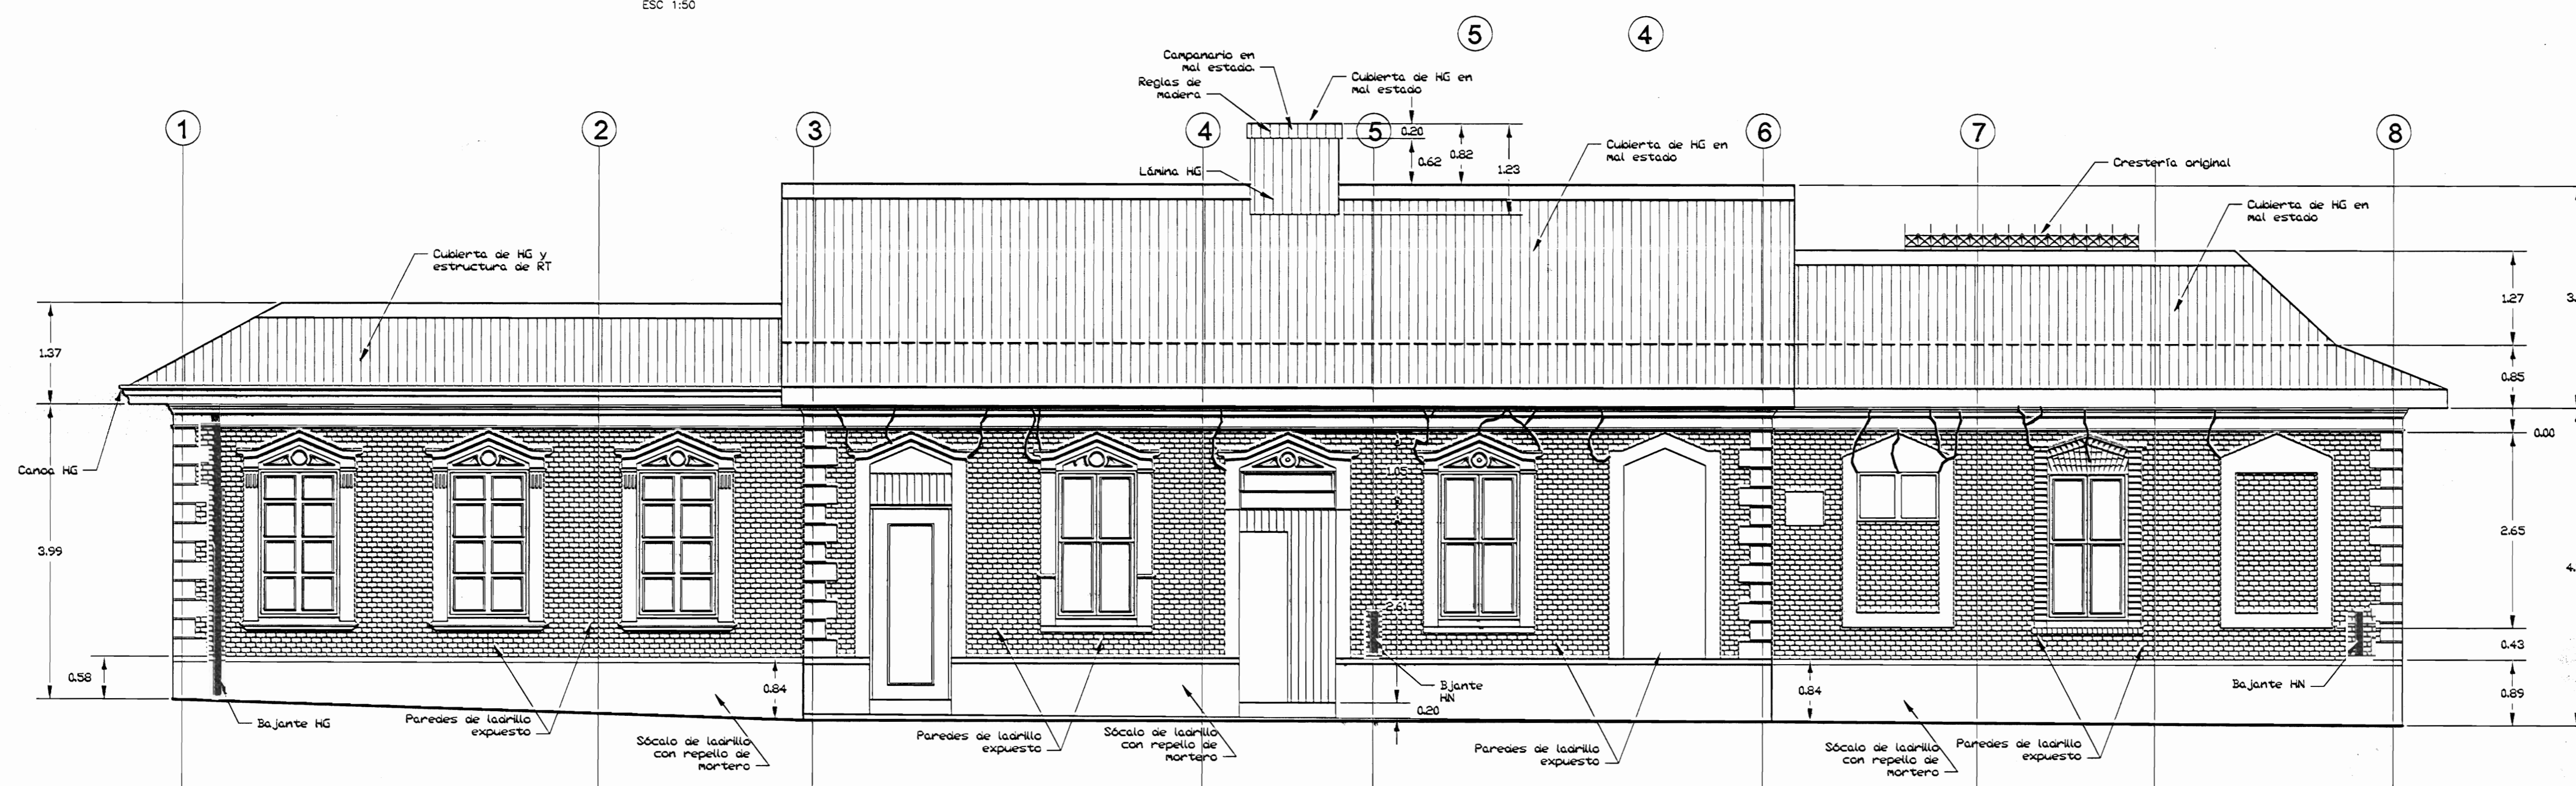 ESC 1:50
5
4
Campanario en
mal estado.
Reglas de
madera
Cubierta de HG en
mal estado
1
2
3
4
5
6
7
8
0.20
0.62
0.82
1.23
Lámina HG
Cubierta de HG en
mal estado
Crestería original
Cubierta de HG en
mal estado
Cubierta de HG y
estructura de RT
1.37
1.27
3.
0.85
0.00
Canoa HG
1.05
3.99
2.65
4.
2.61
0.43
0.58
0.84
0.84
0.89
Bjante
HN
0.20
Bajante HN
Bajante HG
Paredes de ladrillo
expuesto
Sócalo de ladrillo
con repello de
mortero
Paredes de ladrillo
expuesto
Sócalo de ladrillo
con repello de
mortero
Paredes de ladrillo
expuesto
Sócalo de ladrillo
con repello de
mortero
Paredes de ladrillo
expuesto